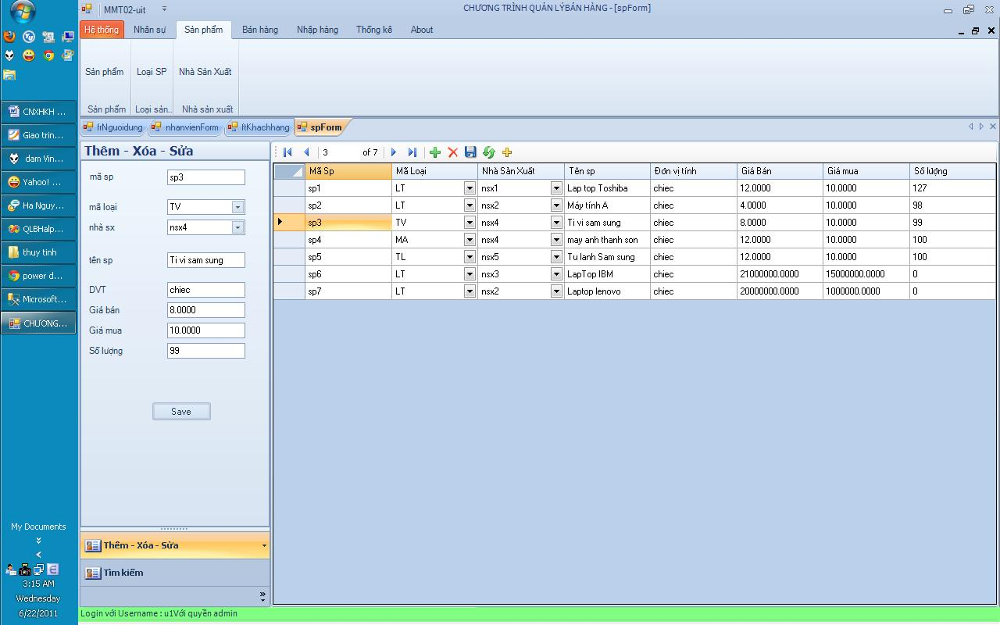 MMT02-uit
CHƯƠNG TRÌNH QUẢN LÝBÁN HÀNG - [spForm]
Hệ thống Nhân sự Sản phẩm Bán hàng Nhập hàng Thống kê About
Sản phẩm Loại SP Nhà Sản Xuất
Sản phẩm Loại sản... Nhà sản xuất
frNguoidung nhanvienForm ftKhachhang spForm
CNXHKH ...
Giao trin...
dam Vin...
Yahoo! ...
Ha Nguy...
QLBHalp...
thuy tinh
power d...
Microsoft...
CHƯƠNG...
My Documents
3:15 AM
Wednesday
6/22/2011
Thêm - Xóa - Sửa
mã sp sp3
mã loại TV
nhà sx nsx4
tên sp Ti vi sam sung
DVT chiec
Giá bán 8.0000
Giá mua 10.0000
Số lượng 99
Save
Thêm - Xóa - Sửa
Tìm kiếm
3 of 7
Mã Sp Mã Loại Nhà Sản Xuất Tên sp Đơn vị tính Giá Bán Giá mua Số lượng
sp1 LT nsx1 Lap top Toshiba chiec 12.0000 10.0000 127
sp2 LT nsx2 Máy tính A chiec 4.0000 10.0000 98
sp3 TV nsx4 Ti vi sam sung chiec 8.0000 10.0000 99
sp4 MA nsx4 may anh thanh son chiec 12.0000 10.0000 100
sp5 TL nsx5 Tu lanh Sam sung chiec 12.0000 10.0000 100
sp6 LT nsx3 LapTop IBM chiec 21000000.0000 15000000.0000 0
sp7 LT nsx2 Laptop lenovo chiec 20000000.0000 1000000.0000 0
Login với Username : u1Với quyền admin